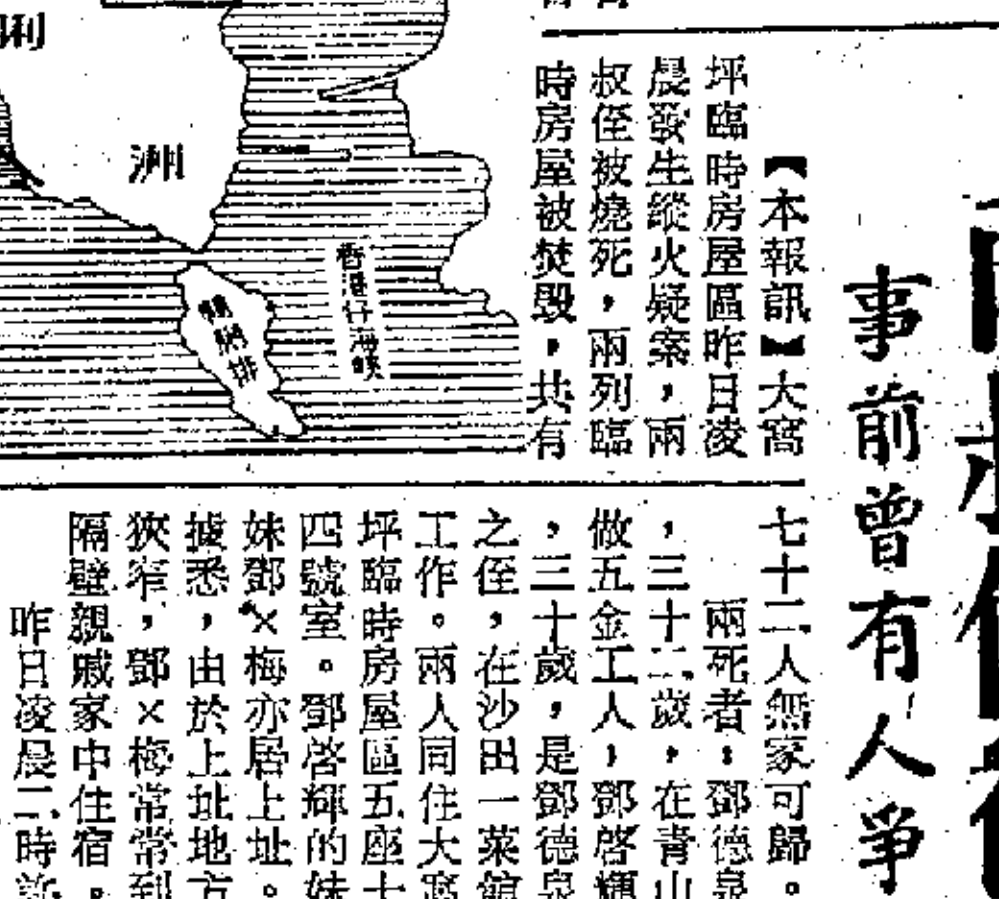 事前曾有人爭
【本報訊】大窩
坪臨時房屋區昨日凌
晨發生縱火疑案，兩
叔侄被燒死，兩列臨
時房屋被焚毀，共有
七十二人無家可歸。
兩死者：鄧德泉
，三十二歲，在青山
做五金工人，鄧啓輝
，三十歲，是鄧德泉
之侄，在沙田一菜館
工作。兩人同住大窩
坪臨時房屋區五座十
四號室。鄧啓輝的妹
妹鄧×梅亦居上址。
據悉，由於上址地方
狹窄，鄧×梅常常到
隔壁親戚家中住宿。
昨日凌晨二時許
洲
香港仔海峽
排